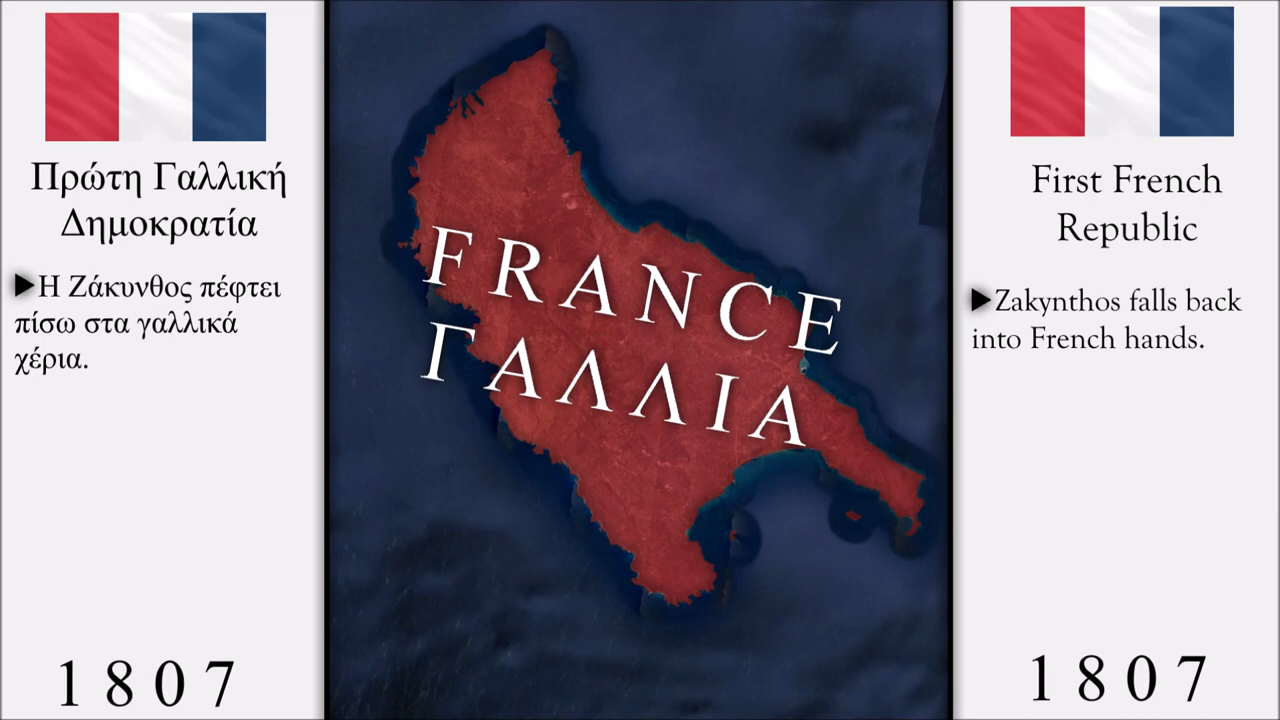 Πρώτη Γαλλική
Δημοκρατία
▶Η Ζάκυνθος πέφτει
πίσω στα γαλλικά
χέρια.
1807
FRANCE
ΓΑΛΛΙΑ
First French
Republic
▶Zakynthos falls back
into French hands.
1807